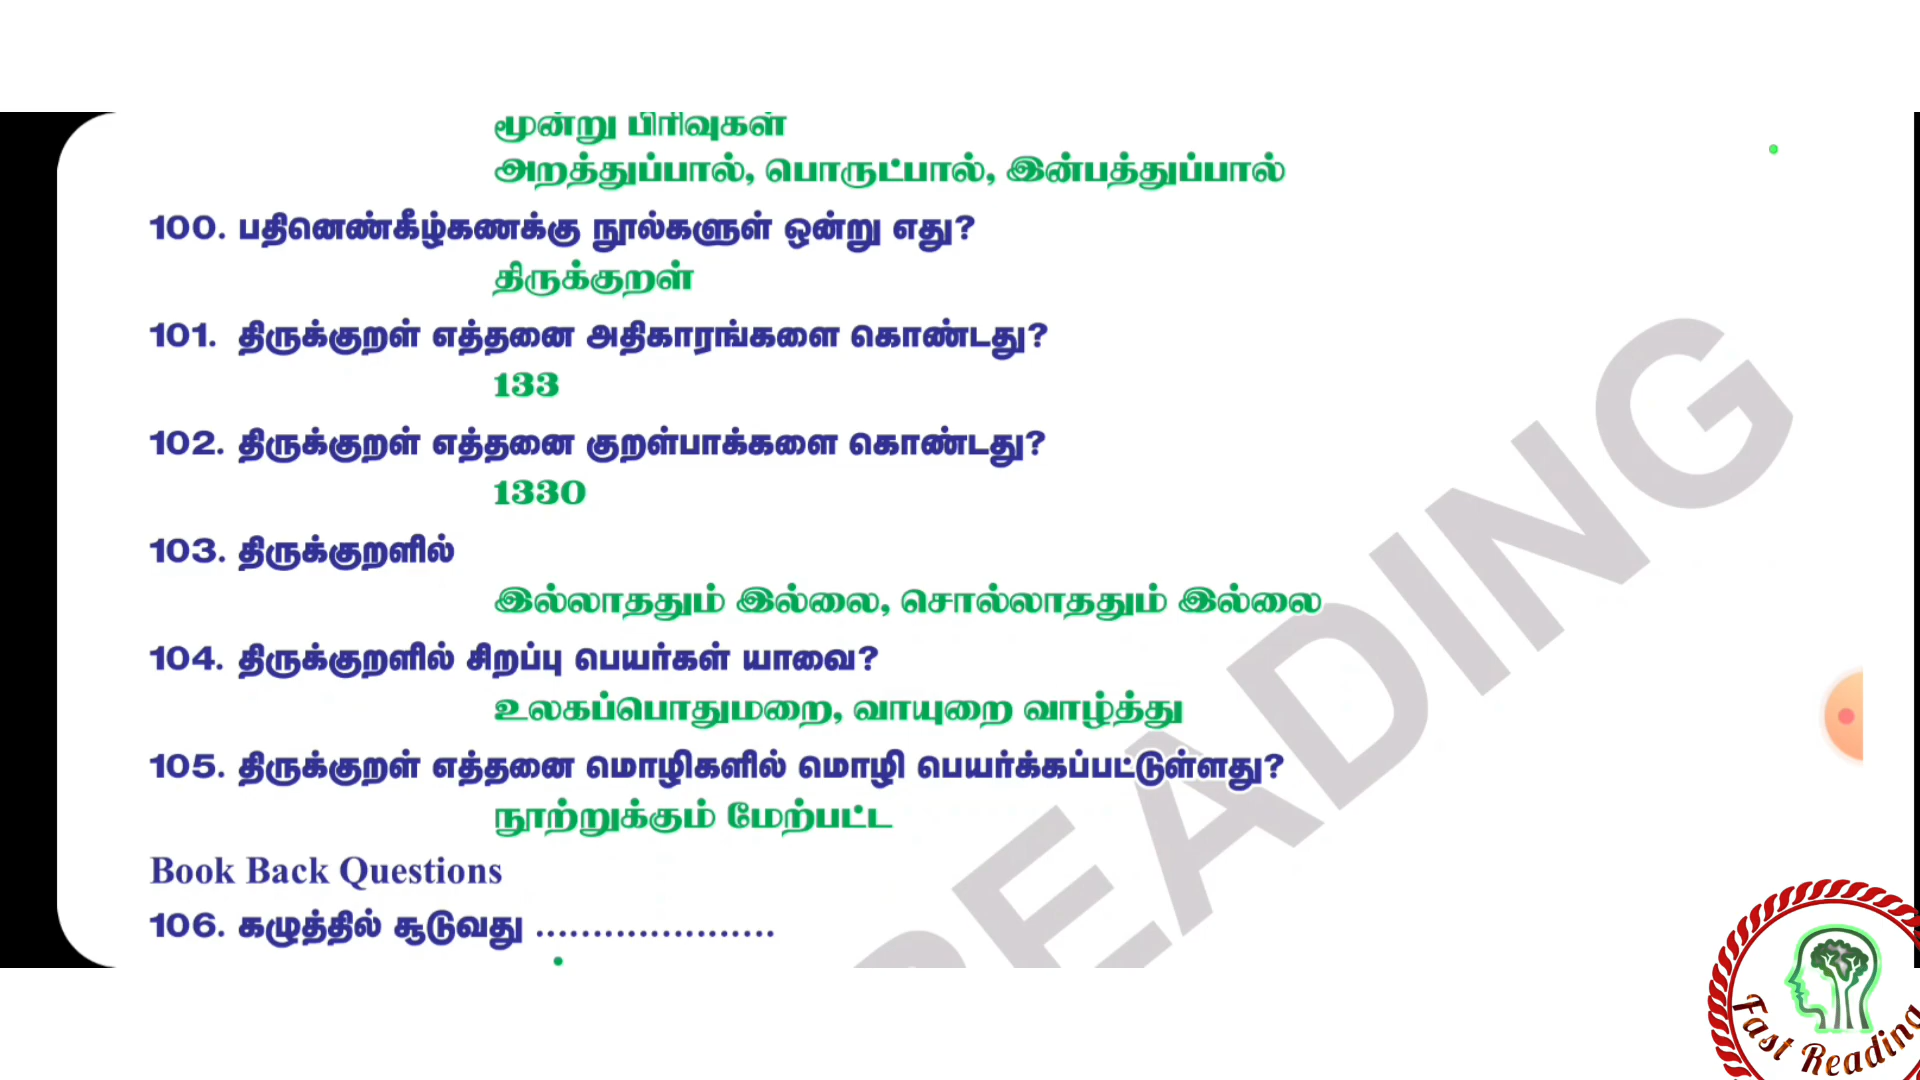 மூன்று பிரிவுகள்
அறத்துப்பால், பொருட்பால், இன்பத்துப்பால்
100. பதினெண்கீழ்கணக்கு நூல்களுள் ஒன்று எது?
திருக்குறள்
101. திருக்குறள் எத்தனை அதிகாரங்களை கொண்டது?
133
102. திருக்குறள் எத்தனை குறள்பாக்களை கொண்டது?
1330
103. திருக்குறளில்
இல்லாததும் இல்லை, சொல்லாததும் இல்லை
104. திருக்குறளில் சிறப்பு பெயர்கள் யாவை?
உலகப்பொதுமறை, வாயுறை வாழ்த்து
105. திருக்குறள் எத்தனை மொழிகளில் மொழி பெயர்க்கப்பட்டுள்ளது?
நூற்றுக்கும் மேற்பட்ட
Book Back Questions
106. கழுத்தில் சூடுவது .....................
READING
Fast Reading